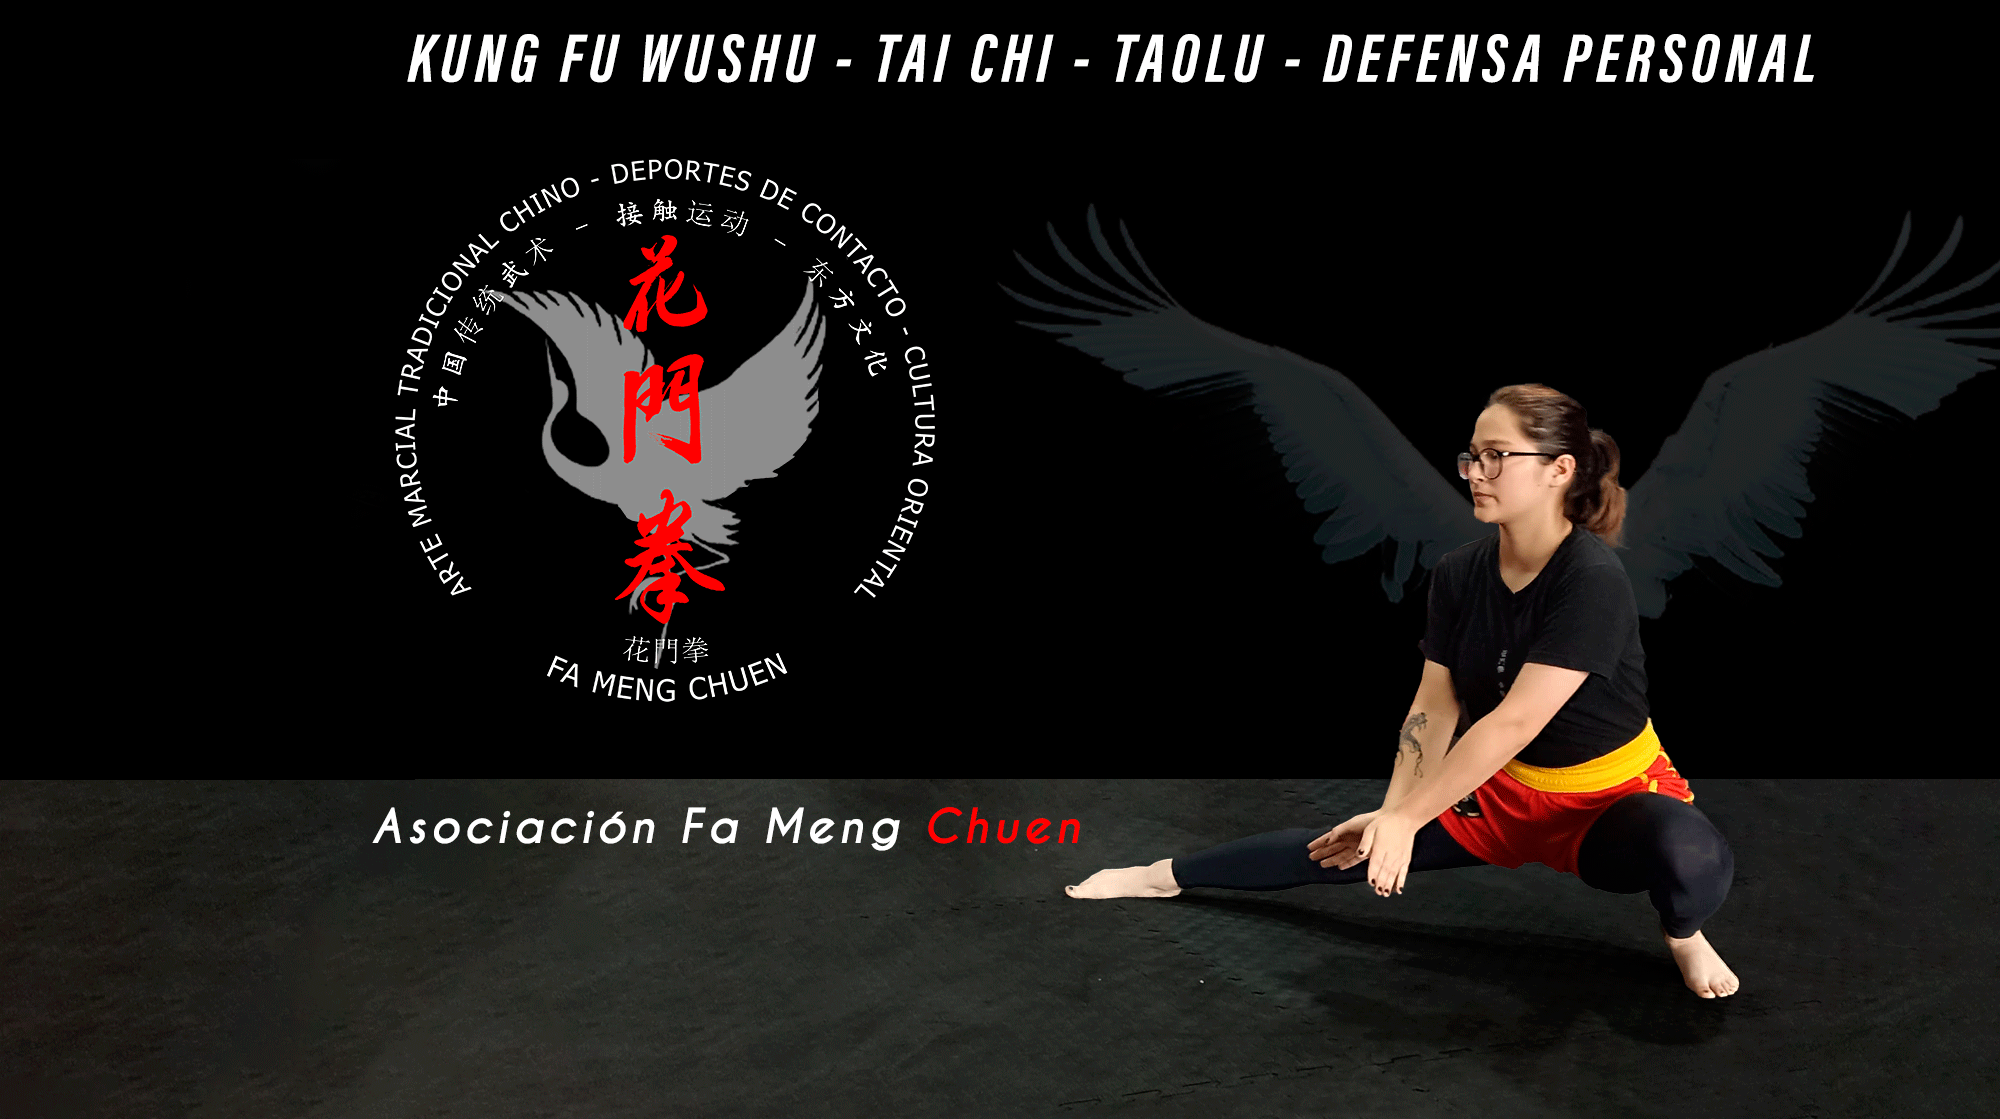 KUNG FU WUSHU - TAI CHI - TAOLU - DEFENSA PERSONAL
ARTE MARCIAL TRADICIONAL CHINO - DEPORTES DE CONTACTO - CULTURA ORIENTAL
中国传统武术 - 接触运动 - 东方文化
花
門
拳
花門拳
FA MENG CHUEN
Asociación Fa Meng Chuen